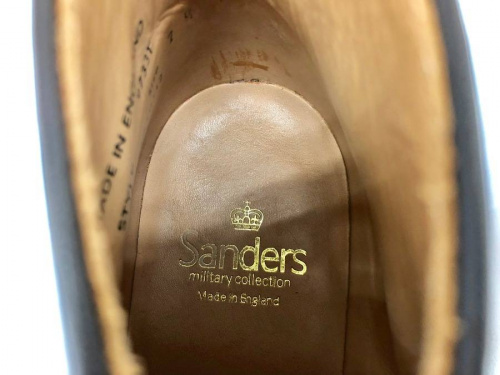 Sanders
military collection
Made in England
MADE IN ENGLAND